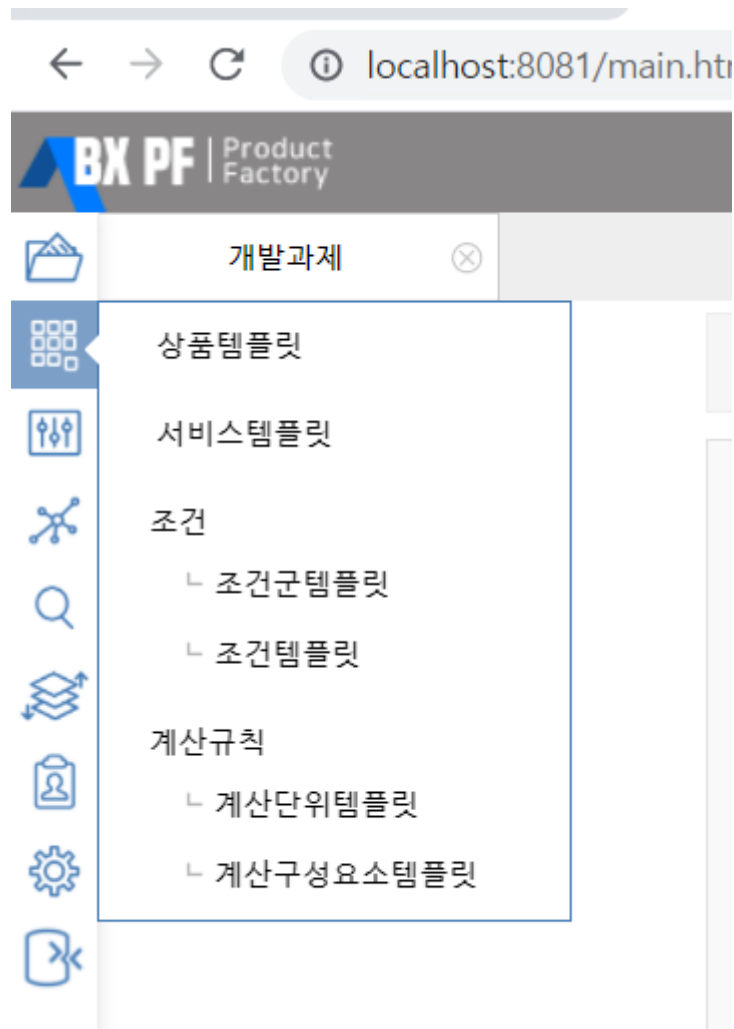 localhost:8081/main.htm
BX PF | Product Factory
개발과제
상품템플릿
서비스템플릿
조건
└ 조건군템플릿
└ 조건템플릿
계산규칙
└ 계산단위템플릿
└ 계산구성요소템플릿